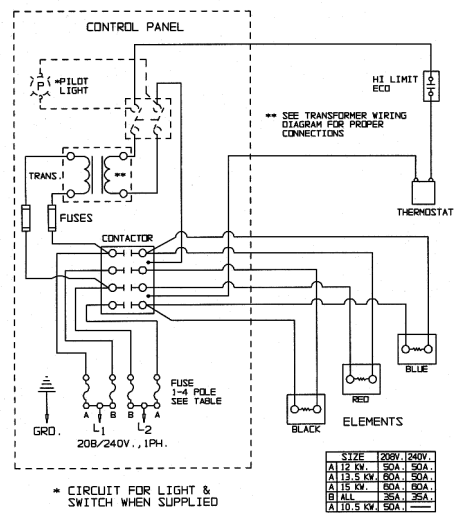 CONTROL PANEL
P
*PILOT
LIGHT
HI LIMIT
ECO
** SEE TRANSFORMER WIRING
DIAGRAM FOR PROPER
CONNECTIONS
TRANS.
**
THERMOSTAT
FUSES
CONTACTOR
BLUE
FUSE
1-4 POLE
SEE TABLE
RED
A B B A
GRD.
L1 L2
BLACK
ELEMENTS
208/240V.,1PH.
SIZE 208V. 240V.
A 12 KW. 50A. 50A.
A 13.5 KW. 60A. 50A.
A 15 KW. 60A. 60A.
B ALL 35A. 35A.
A 10.5 KW. 50A. ——
* CIRCUIT FOR LIGHT &
SWITCH WHEN SUPPLIED